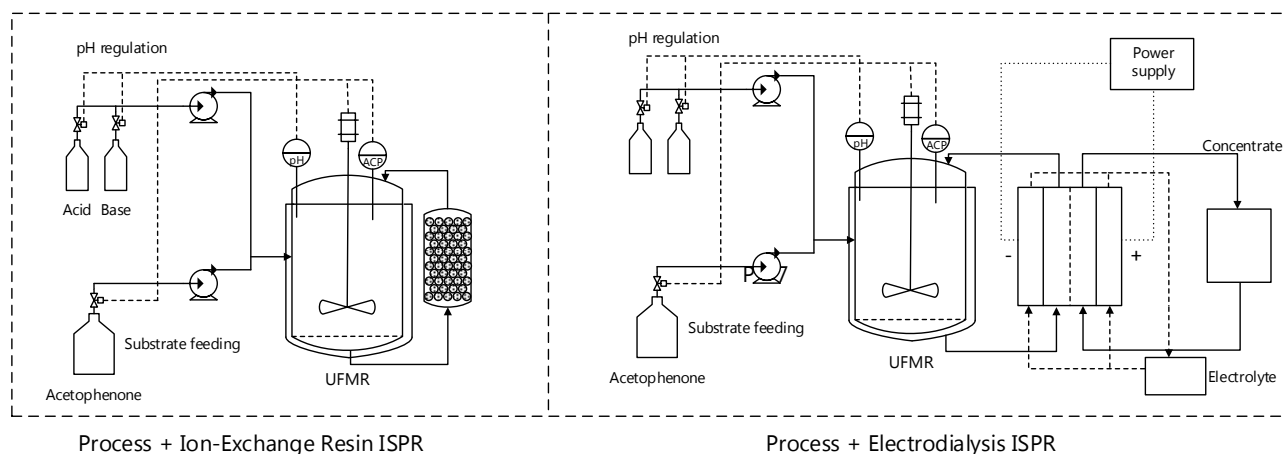 pH regulation
pH
ACP
Acid Base
Substrate feeding
Acetophenone
UFMR
Process + Ion-Exchange Resin ISPR
pH regulation
Power
supply
pH
ACP
Concentrate
-
+
P
Substrate feeding
Acetophenone
UFMR
Electrolyte
Process + Electrodialysis ISPR